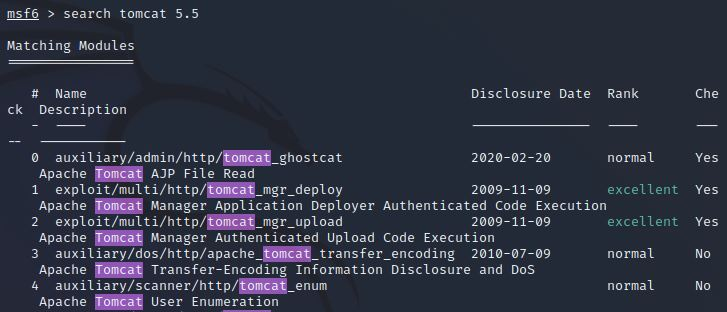 msf6 > search tomcat 5.5
Matching Modules
================
# Name Disclosure Date Rank Che
ck Description
- ---- --------------- ---- ---
-- -----------
0 auxiliary/admin/http/tomcat_ghostcat 2020-02-20 normal Yes
Apache Tomcat AJP File Read
1 exploit/multi/http/tomcat_mgr_deploy 2009-11-09 excellent Yes
Apache Tomcat Manager Application Deployer Authenticated Code Execution
2 exploit/multi/http/tomcat_mgr_upload 2009-11-09 excellent Yes
Apache Tomcat Manager Authenticated Upload Code Execution
3 auxiliary/dos/http/apache_tomcat_transfer_encoding 2010-07-09 normal No
Apache Tomcat Transfer-Encoding Information Disclosure and DoS
4 auxiliary/scanner/http/tomcat_enum normal No
Apache Tomcat User Enumeration